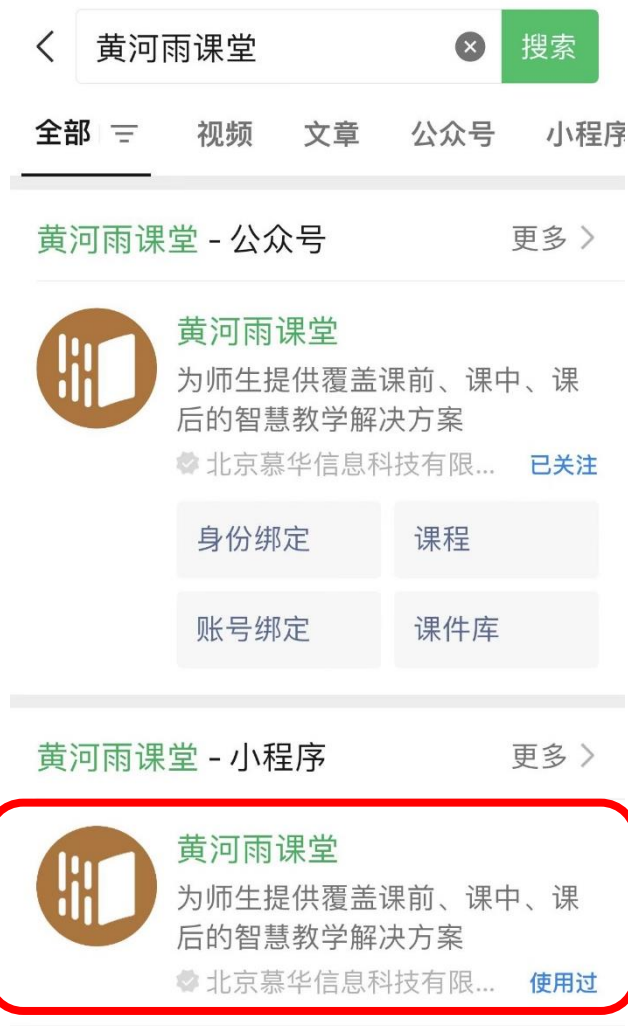 黄河雨课堂 搜索
全部 视频 文章 公众号 小程序
黄河雨课堂 - 公众号 更多
黄河雨课堂
为师生提供覆盖课前、课中、课
后的智慧教学解决方案
北京慕华信息科技有限... 已关注
身份绑定 课程
账号绑定 课件库
黄河雨课堂 - 小程序 更多
黄河雨课堂
为师生提供覆盖课前、课中、课
后的智慧教学解决方案
北京慕华信息科技有限... 使用过